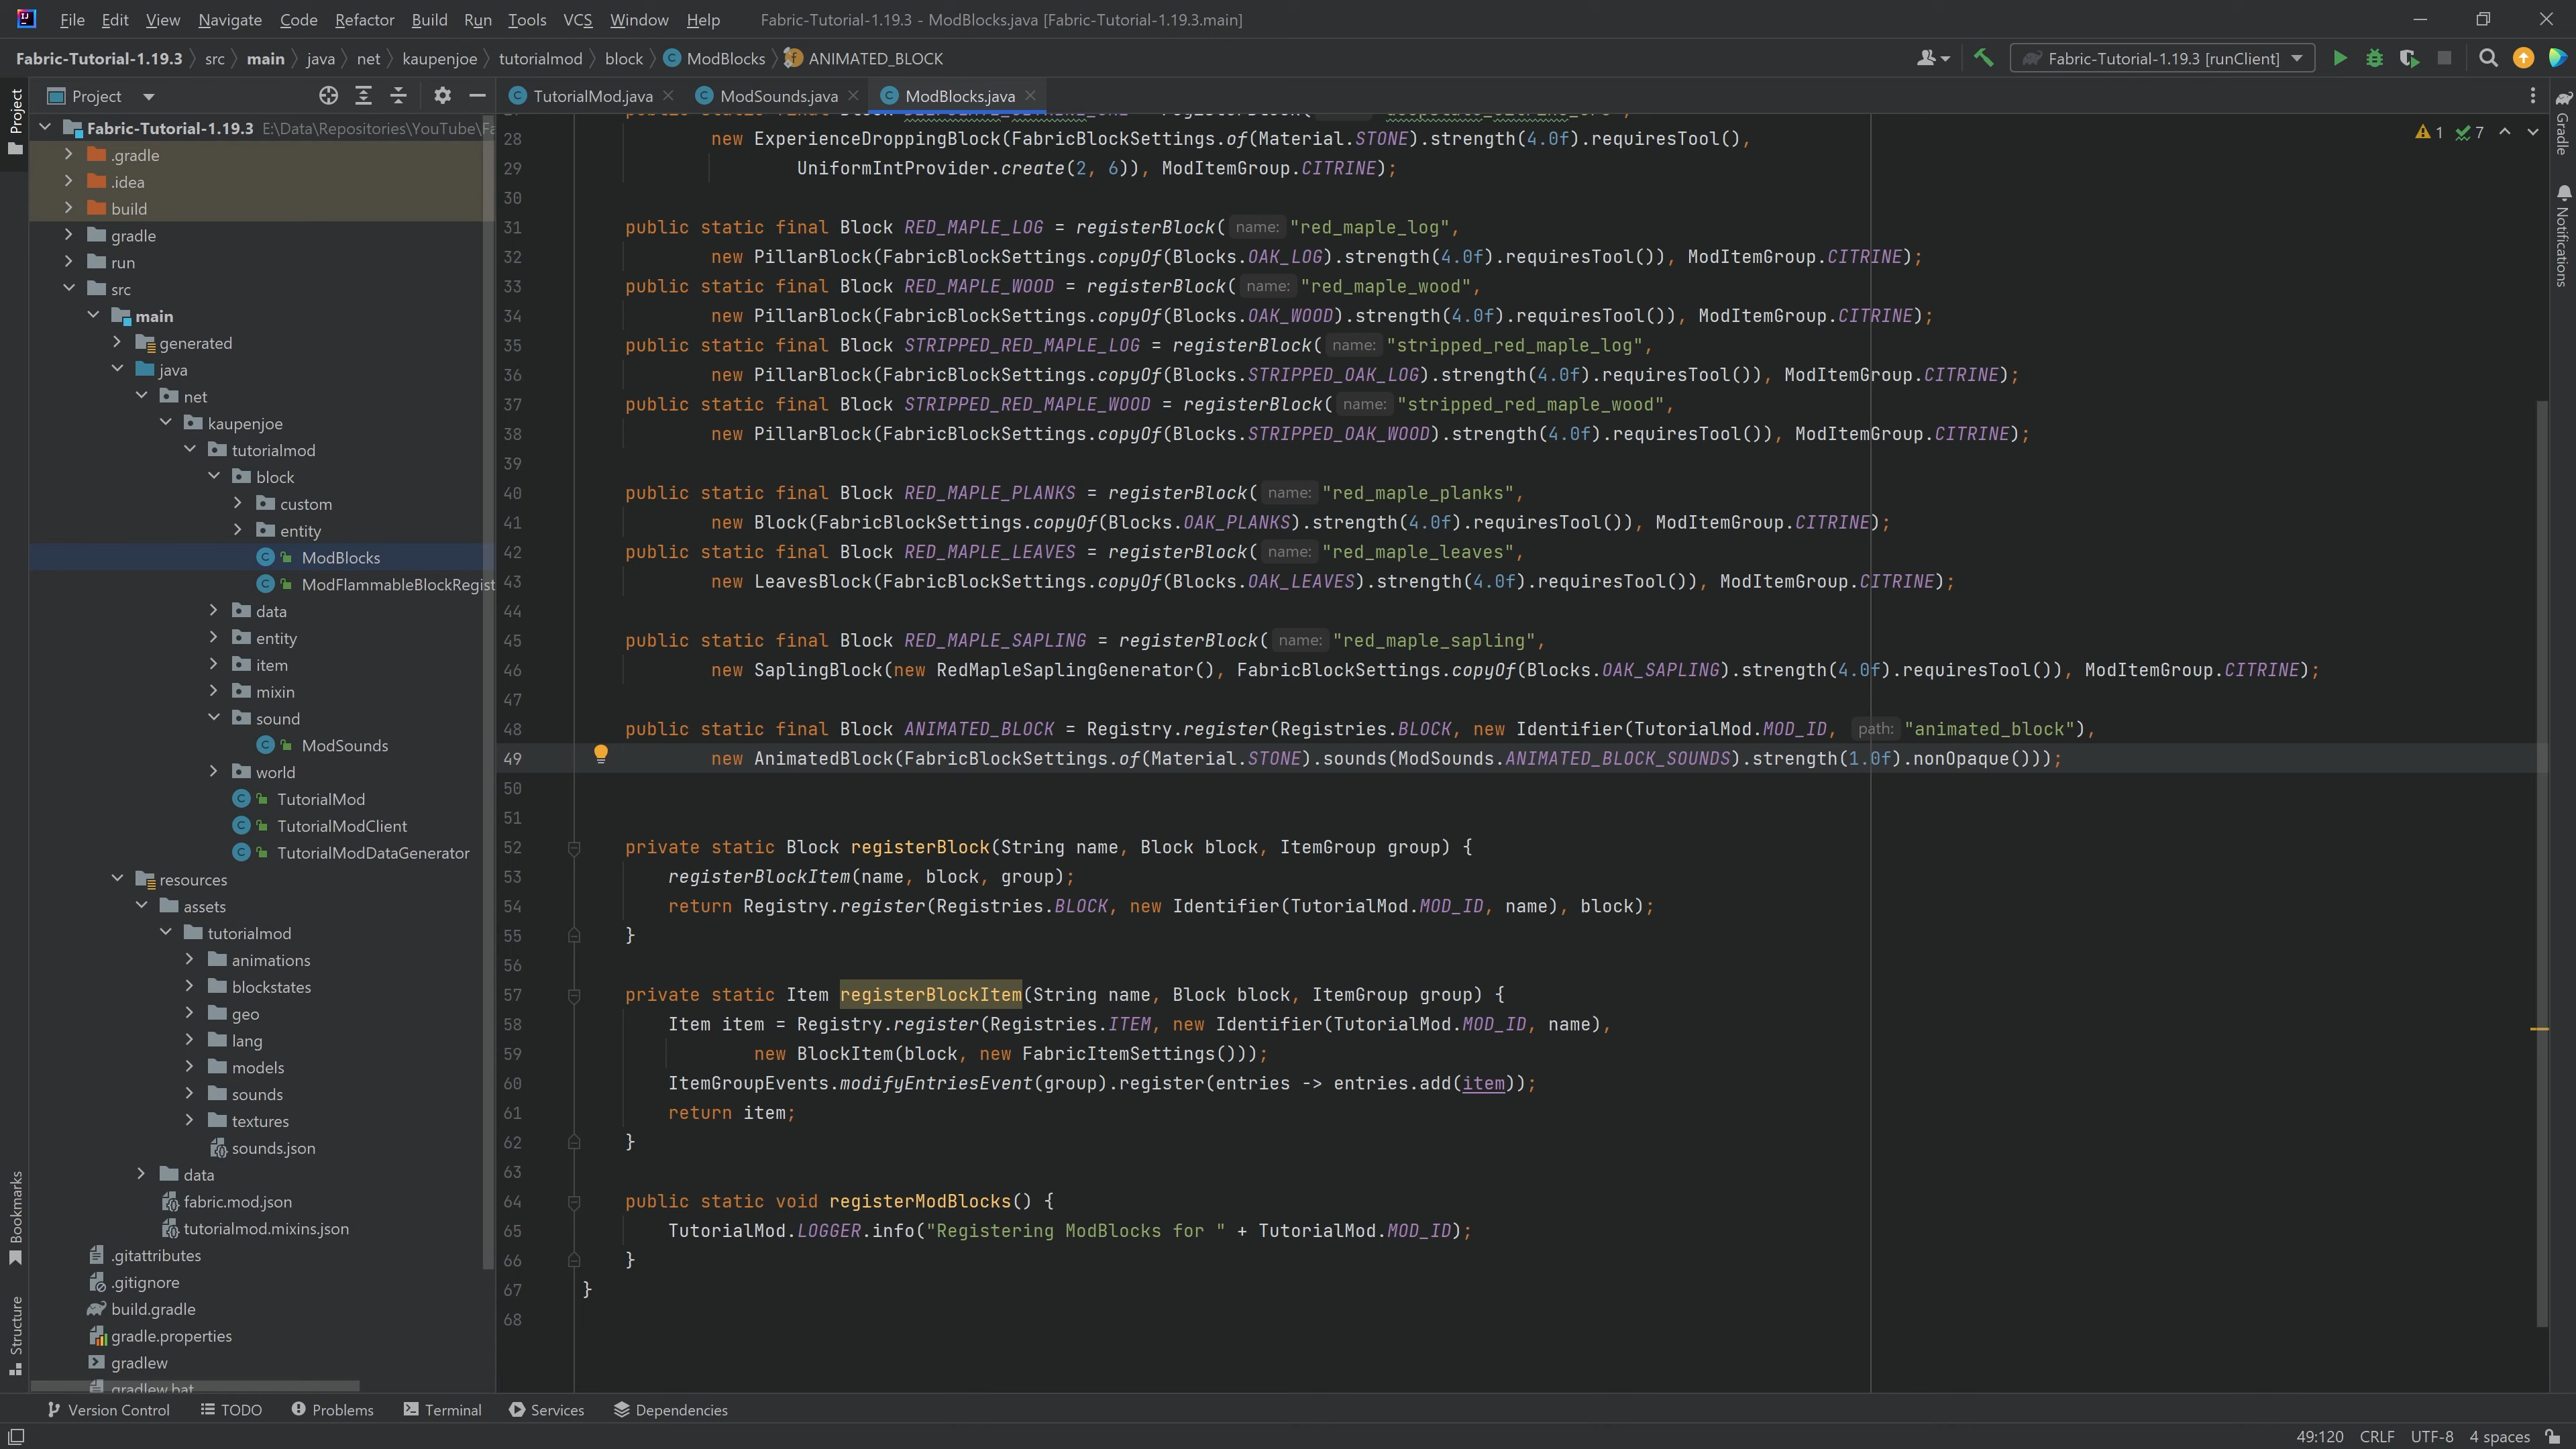 File Edit View Navigate Code Refactor Build Run Tools VCS Window Help Fabric-Tutorial-1.19.3 - ModBlocks.java [Fabric-Tutorial-1.19.3.main]
Fabric-Tutorial-1.19.3 src main java net kaupenjoe tutorialmod block ModBlocks ANIMATED_BLOCK Fabric-Tutorial-1.19.3 [runClient]
Project
TutorialMod.java ModSounds.java ModBlocks.java
Project
Bookmarks
Structure
Fabric-Tutorial-1.19.3 E:\Data\Repositories\YouTube\Fa
.gradle
.idea
build
gradle
run
src
main
generated
java
net
kaupenjoe
tutorialmod
block
custom
entity
ModBlocks
ModFlammableBlockRegist
data
entity
item
mixin
sound
ModSounds
world
TutorialMod
TutorialModClient
TutorialModDataGenerator
resources
assets
tutorialmod
animations
blockstates
geo
lang
models
sounds
textures
sounds.json
data
fabric.mod.json
tutorialmod.mixins.json
.gitattributes
.gitignore
build.gradle
gradle.properties
gradlew
gradlew.bat
28 new ExperienceDroppingBlock(FabricBlockSettings.of(Material.STONE).strength(4.0f).requiresTool(),
29 UniformIntProvider.create(2, 6)), ModItemGroup.CITRINE);
30
31 public static final Block RED_MAPLE_LOG = registerBlock( name: "red_maple_log",
32 new PillarBlock(FabricBlockSettings.copyOf(Blocks.OAK_LOG).strength(4.0f).requiresTool()), ModItemGroup.CITRINE);
33 public static final Block RED_MAPLE_WOOD = registerBlock( name: "red_maple_wood",
34 new PillarBlock(FabricBlockSettings.copyOf(Blocks.OAK_WOOD).strength(4.0f).requiresTool()), ModItemGroup.CITRINE);
35 public static final Block STRIPPED_RED_MAPLE_LOG = registerBlock( name: "stripped_red_maple_log",
36 new PillarBlock(FabricBlockSettings.copyOf(Blocks.STRIPPED_OAK_LOG).strength(4.0f).requiresTool()), ModItemGroup.CITRINE);
37 public static final Block STRIPPED_RED_MAPLE_WOOD = registerBlock( name: "stripped_red_maple_wood",
38 new PillarBlock(FabricBlockSettings.copyOf(Blocks.STRIPPED_OAK_WOOD).strength(4.0f).requiresTool()), ModItemGroup.CITRINE);
39
40 public static final Block RED_MAPLE_PLANKS = registerBlock( name: "red_maple_planks",
41 new Block(FabricBlockSettings.copyOf(Blocks.OAK_PLANKS).strength(4.0f).requiresTool()), ModItemGroup.CITRINE);
42 public static final Block RED_MAPLE_LEAVES = registerBlock( name: "red_maple_leaves",
43 new LeavesBlock(FabricBlockSettings.copyOf(Blocks.OAK_LEAVES).strength(4.0f).requiresTool()), ModItemGroup.CITRINE);
44
45 public static final Block RED_MAPLE_SAPLING = registerBlock( name: "red_maple_sapling",
46 new SaplingBlock(new RedMapleSaplingGenerator(), FabricBlockSettings.copyOf(Blocks.OAK_SAPLING).strength(4.0f).requiresTool()), ModItemGroup.CITRINE);
47
48 public static final Block ANIMATED_BLOCK = Registry.register(Registries.BLOCK, new Identifier(TutorialMod.MOD_ID, path: "animated_block"),
49 new AnimatedBlock(FabricBlockSettings.of(Material.STONE).sounds(ModSounds.ANIMATED_BLOCK_SOUNDS).strength(1.0f).nonOpaque()));
50
51
52 private static Block registerBlock(String name, Block block, ItemGroup group) {
53 registerBlockItem(name, block, group);
54 return Registry.register(Registries.BLOCK, new Identifier(TutorialMod.MOD_ID, name), block);
55 }
56
57 private static Item registerBlockItem(String name, Block block, ItemGroup group) {
58 Item item = Registry.register(Registries.ITEM, new Identifier(TutorialMod.MOD_ID, name),
59 new BlockItem(block, new FabricItemSettings()));
60 ItemGroupEvents.modifyEntriesEvent(group).register(entries -> entries.add(item));
61 return item;
62 }
63
64 public static void registerModBlocks() {
65 TutorialMod.LOGGER.info("Registering ModBlocks for " + TutorialMod.MOD_ID);
66 }
67 }
68
1 7
Gradle
Notifications
Version Control TODO Problems Terminal Services Dependencies
49:120 CRLF UTF-8 4 spaces